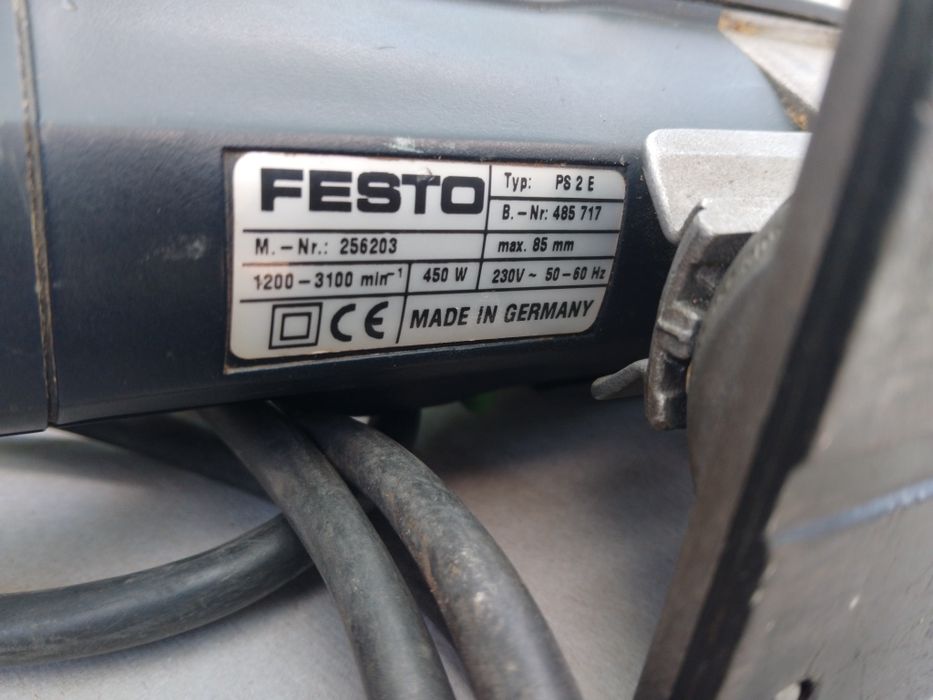 FESTO
Typ: PS 2 E
B.-Nr: 485 717
M.-Nr.: 256203
max. 85 mm
1200-3100 min-1
450 W
230V ~ 50-60 Hz
CE
MADE IN GERMANY